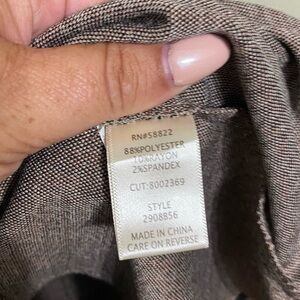 RN#58822
88%POLYESTER
10%RAYON
2%SPANDEX
CUT:8002369
STYLE
2908856
MADE IN CHINA
CARE ON REVERSE